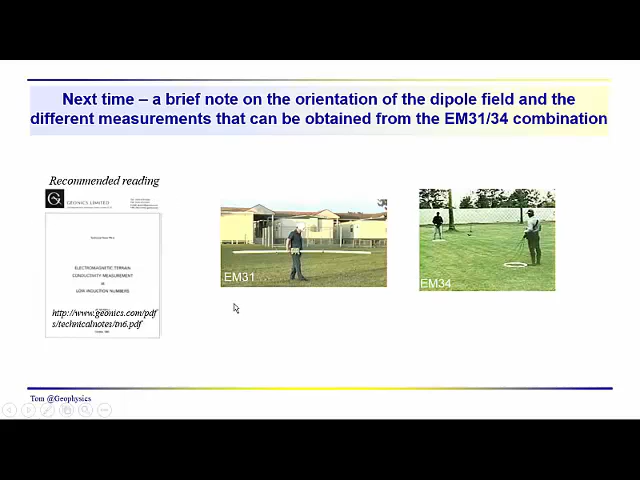 Next time – a brief note on the orientation of the dipole field and the
different measurements that can be obtained from the EM31/34 combination
Recommended reading
GEONICS LIMITED
ELECTROMAGNETIC TERRAIN
CONDUCTIVITY MEASUREMENT
LOW INDUCTION NUMBERS
http://www.geonics.com/pdf
s/technicalnotes/tn6.pdf
EM31
EM34
Tom @Geophysics